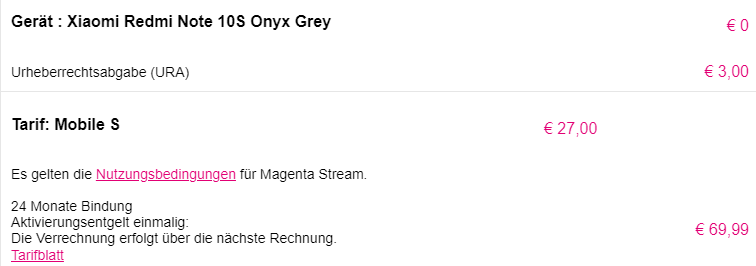 Gerät : Xiaomi Redmi Note 10S Onyx Grey € 0
Urheberrechtsabgabe (URA) € 3,00
Tarif: Mobile S € 27,00
Es gelten die Nutzungsbedingungen für Magenta Stream.
24 Monate Bindung
Aktivierungsentgelt einmalig:
Die Verrechnung erfolgt über die nächste Rechnung. € 69,99
Tarifblatt